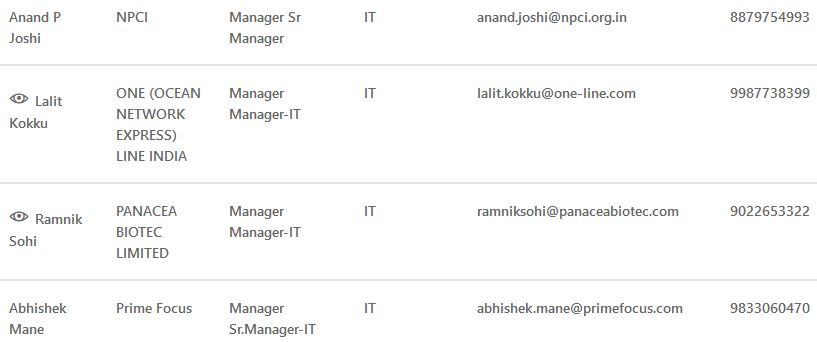 Anand P Joshi NPCI Manager Sr Manager IT anand.joshi@npci.org.in 8879754993
Lalit Kokku ONE (OCEAN NETWORK EXPRESS) LINE INDIA Manager Manager-IT IT lalit.kokku@one-line.com 9987738399
Ramnik Sohi PANACEA BIOTEC LIMITED Manager Manager-IT IT ramniksohi@panaceabiotec.com 9022653322
Abhishek Mane Prime Focus Manager Sr.Manager-IT IT abhishek.mane@primefocus.com 9833060470